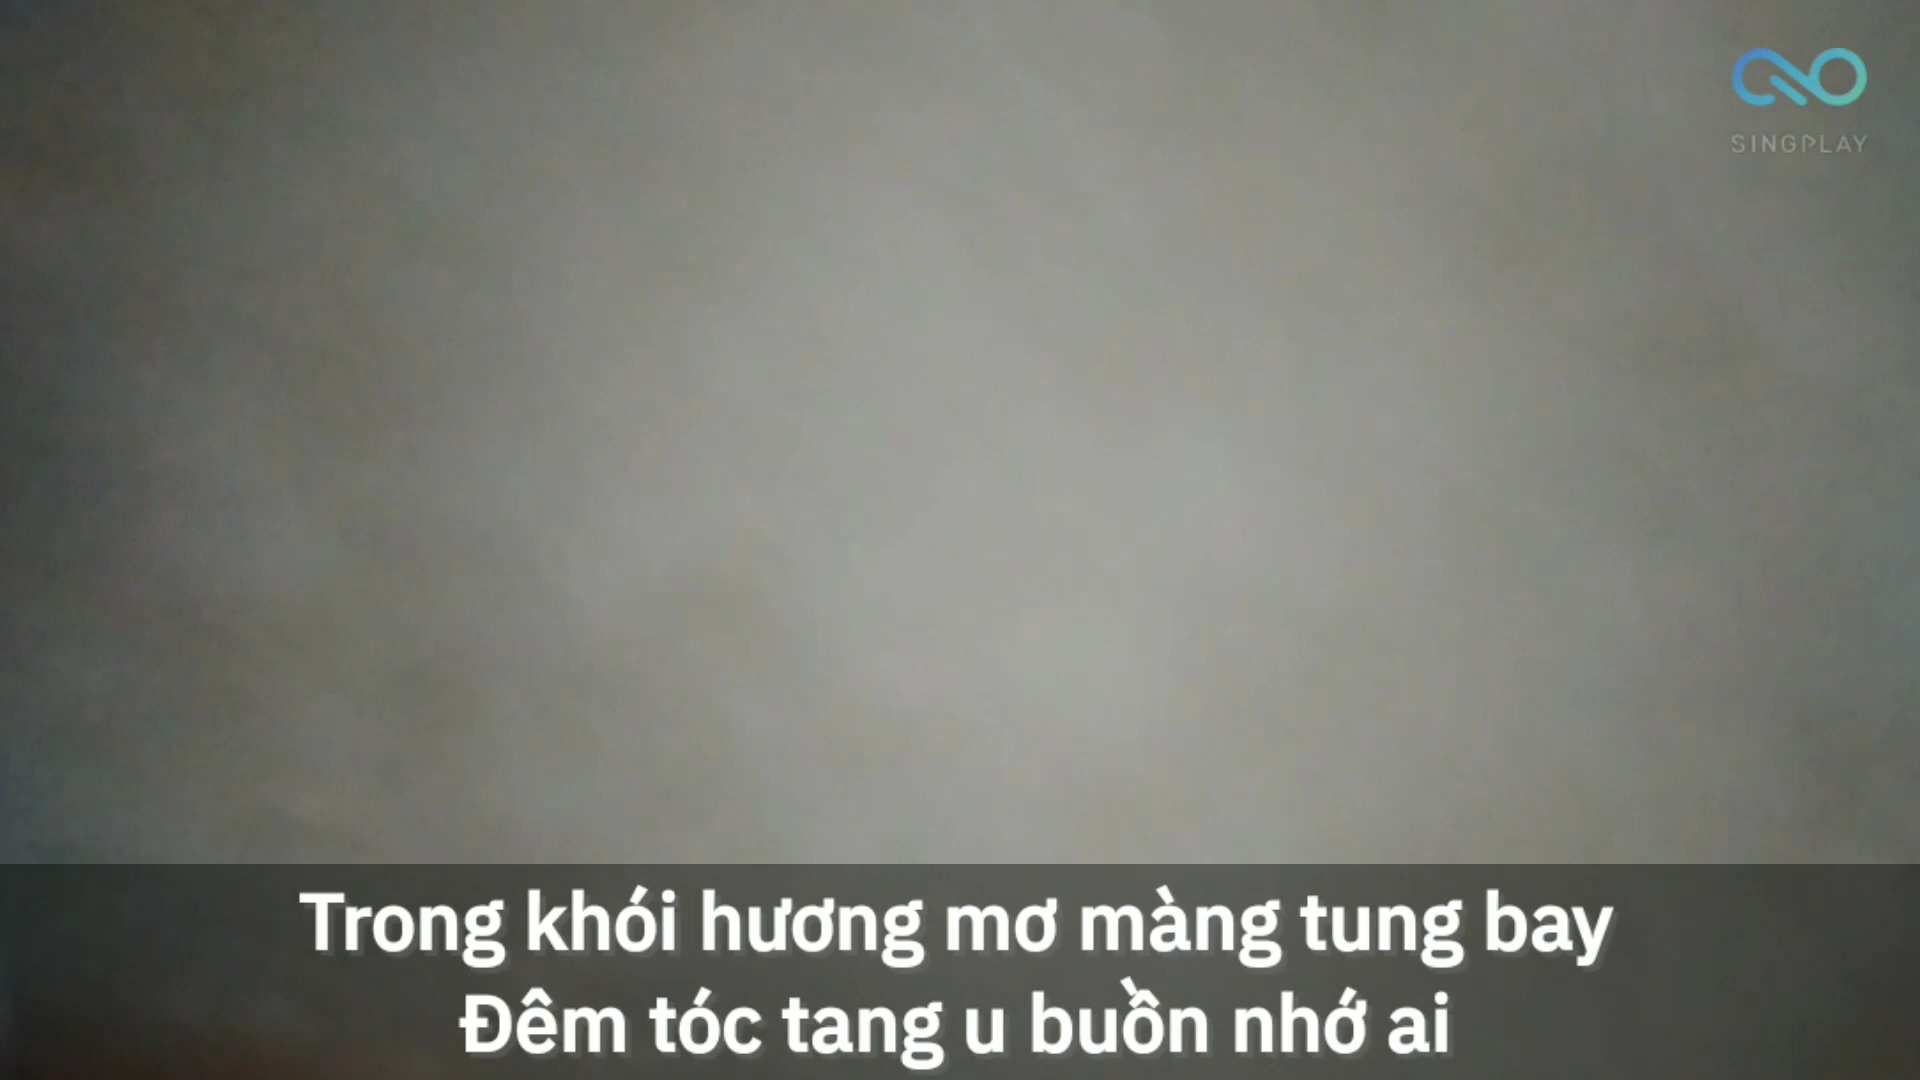 SINGPLAY
Trong khói hương mơ màng tung bay
Đêm tóc tang u buồn nhớ ai